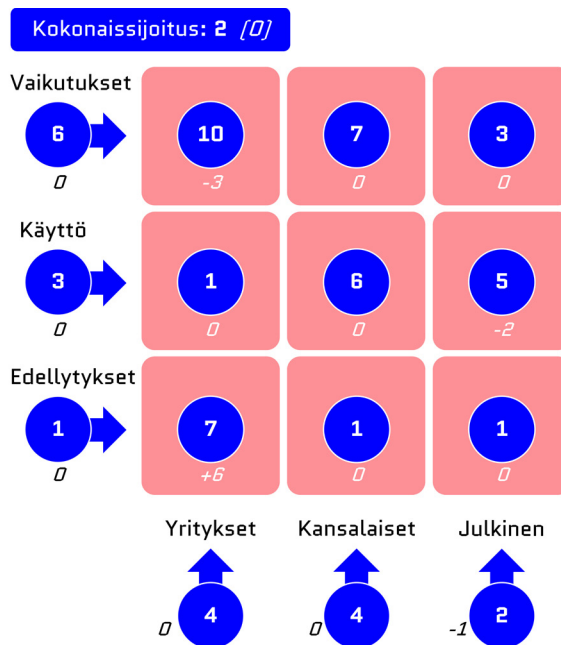 Kokonaissijoitus: 2 (0)
Vaikutukset
6 10 7 3
0 -3 0 0
Käyttö
3 1 6 5
0 0 0 -2
Edellytykset
1 7 1 1
0 +6 0 0
Yritykset Kansalaiset Julkinen
0 4 0 4 -1 2